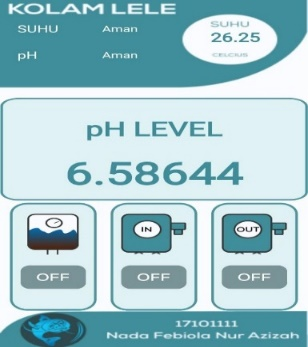 KOLAM LELE
SUHU Aman
pH Aman
SUHU
26.25
CELCIUS
pH LEVEL
6.58644
IN
OUT
OFF OFF OFF
17101111
Nada Febiola Nur Azizah